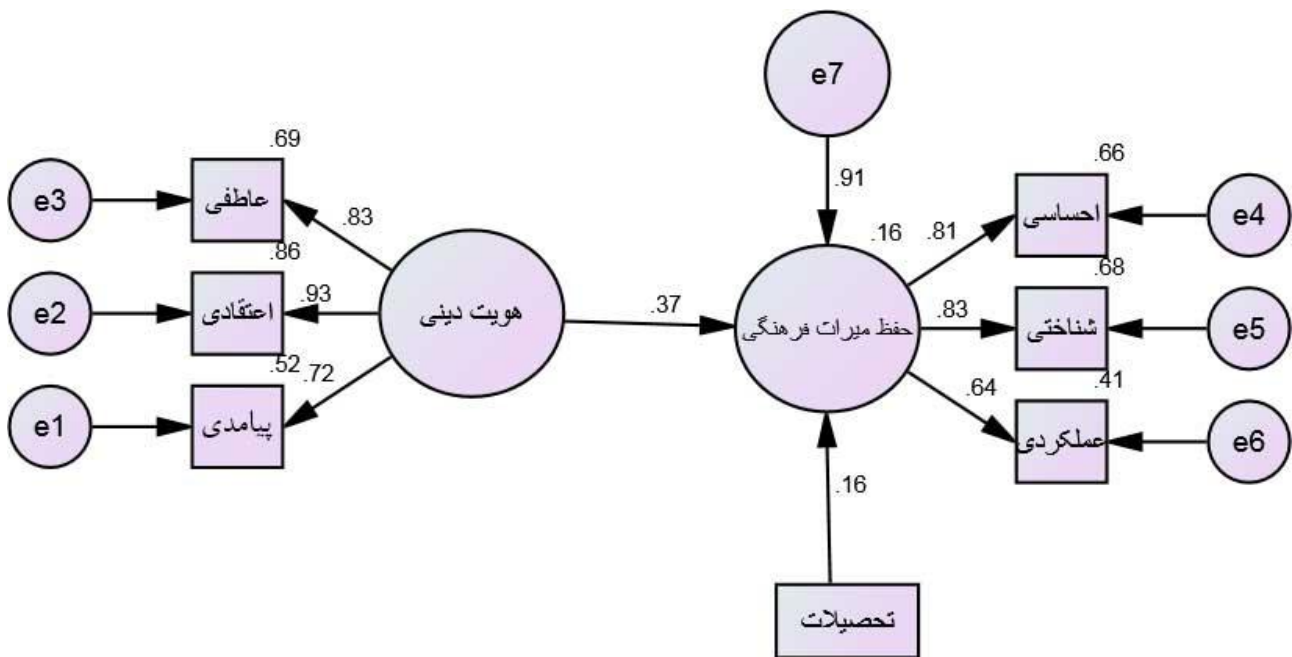 e7
.91
.69
.66
e3
عاطفی
.83
.16
.81
احساسی
e4
.86
.68
e2
اعتقادی
.93
هویت دینی
.37
حفظ میراث فرهنگی
.83
شناختی
e5
.52
.72
.64
.41
e1
پیامدی
عملکردی
e6
.16
تحصیلات